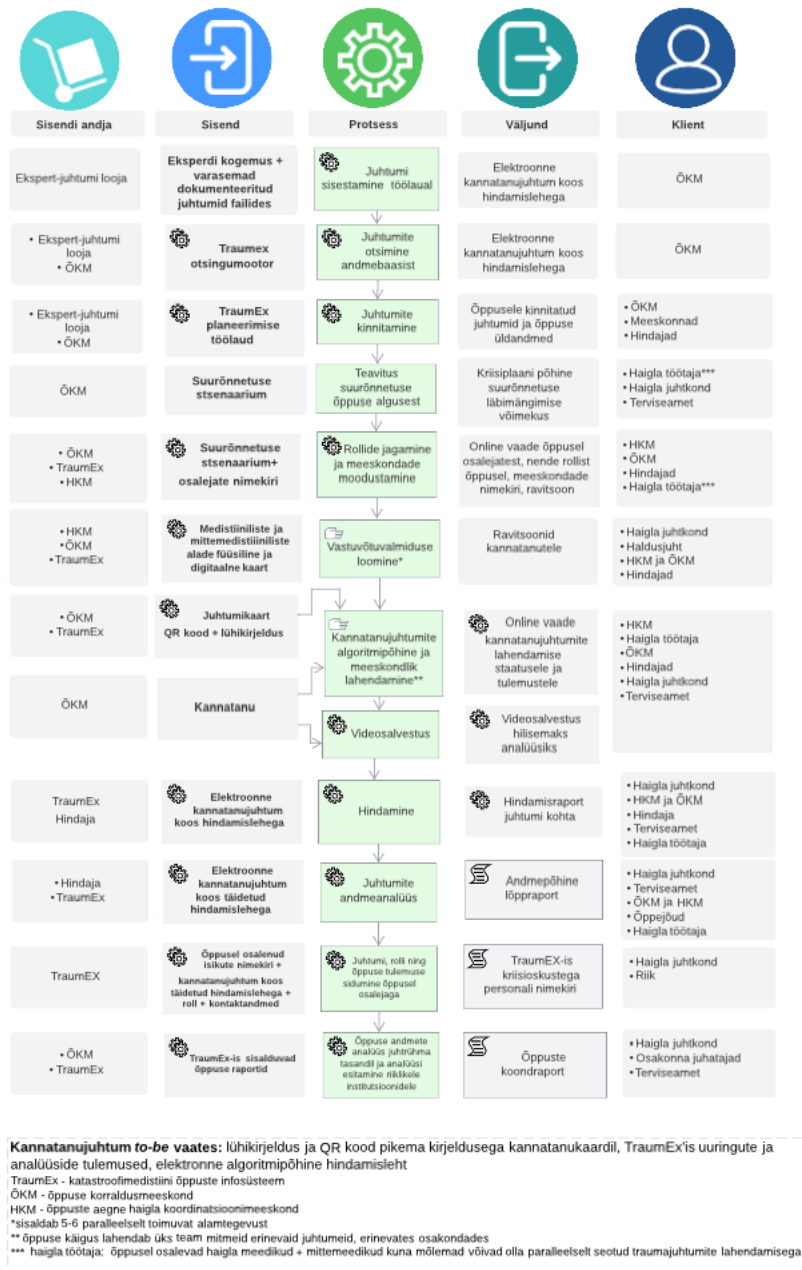 Sisendi andja
Sisend
Protsess
Väljund
Klient
Ekspert-juhtumi looja
Eksperdi kogemus +
varasemad
dokumenteeritud
juhtumid failides
Juhtumi
sisestamine töölaual
Elektroonne
kannatanujuhtum koos
hindamislehega
ÕKM
• Ekspert-juhtumi
looja
• ÕKM
Traumex
otsingumootor
Juhtumite
otsimine
andmebaasist
Elektroonne
kannatanujuhtum koos
hindamislehega
ÕKM
• Ekspert-juhtumi
looja
• ÕKM
TraumEx
planeerimise
töölaud
Juhtumite
kinnitamine
Õppusele kinnitatud
juhtumid ja õppuse
üldandmed
• ÕKM
• Meeskonnad
• Hindajad
ÕKM
Suurõnnetuse
stsenaarium
Teavitus
suurõnnetuse
õppuse algusest
Kriisiplaani põhine
suurõnnetuse
läbimängimise
võimekus
• Haigla töötaja***
• Haigla juhtkond
• Terviseamet
• ÕKM
• TraumEx
• HKM
Suurõnnetuse
stsenaarium+
osalejate nimekiri
Rollide jagamine
ja meeskondade
moodustamine
Online vaade õppusel
osalejatest, nende rollist
õppusel, meeskondade
nimekiri, ravitsoon
• HKM
• ÕKM
• Hindajad
• Haigla töötaja***
• HKM
• ÕKM
• TraumEx
Medistiiniliste ja
mittemedistiiiniliste
alade füüsiline ja
digitaalne kaart
Vastuvõtuvalmiduse
loomine*
Ravitsoonid
kannatanutele
• Haigla juhtkond
• Haldusjuht
• HKM ja ÕKM
• Hindajad
• ÕKM
• TraumEx
Juhtumikaart
QR kood + lühikirjeldus
Kannatanujuhtumite
algoritmipõhine ja
meeskondlik
lahendamine**
Online vaade
kannatanujuhtumite
lahendamise
staatusele ja
tulemustele
• HKM
• Haigla töötaja
• ÕKM
• Hindajad
• Haigla juhtkond
• Terviseamet
ÕKM
Kannatanu
Videosalvestus
Videosalvestus
hilisemaks
analüüsiks
TraumEx
Hindaja
Elektroonne
kannatanujuhtum
koos hindamislehega
Hindamine
Hindamisraport
juhtumi kohta
• Haigla juhtkond
• HKM ja ÕKM
• Hindaja
• Terviseamet
• Haigla töötaja
• Hindaja
• TraumEx
Elektroonne
kannatanujuhtum
koos täidetud
hindamislehega
Juhtumite
andmeanalüüs
Andmepõhine
lõppraport
• Haigla juhtkond
• Terviseamet
• ÕKM ja HKM
• Õppejõud
• Haigla töötaja
TraumEX
Õppusel osalenud
isikute nimekiri +
kannatanujuhtum koos
täidetud hindamislehega +
roll + kontaktandmed
Juhtumi, rolli ning
õppuse tulemuse
sidumine õppusel
osalejaga
TraumEX-is
kriisioskustega
personali nimekiri
• Haigla juhtkond
• Riik
• ÕKM
• TraumEx
TraumEx-is sisalduvad
õppuse raportid
Õppuse andmete
analüüs juhtrühma
tasandil ja analüüsi
esitamine riiklikele
institutsioonidele
Õppuste
koondraport
• Haigla juhtkond
• Osakonna juhatajad
• Terviseamet
Kannatanujuhtum to-be vaates: lühikirjeldus ja QR kood pikema kirjeldusega kannatanukaardil, TraumEx'is uuringute ja
analüüside tulemused, elektronne algoritmipõhine hindamisleht
TraumEx - katastroofimedistiini õppuste infosüsteem
ÕKM - õppuse korraldusmeeskond
HKM - õppuste aegne haigla koordinatsioonimeeskond
*sisaldab 5-6 paralleelselt toimuvat alamtegevust
** õppuse käigus lahendab üks team mitmeid erinevaid juhtumeid, erinevates osakondades
*** haigla töötaja: õppusel osalevad haigla meedikud + mittemeedikud kuna mõlemad võivad olla paralleelselt seotud traumajuhtumite lahendamisega